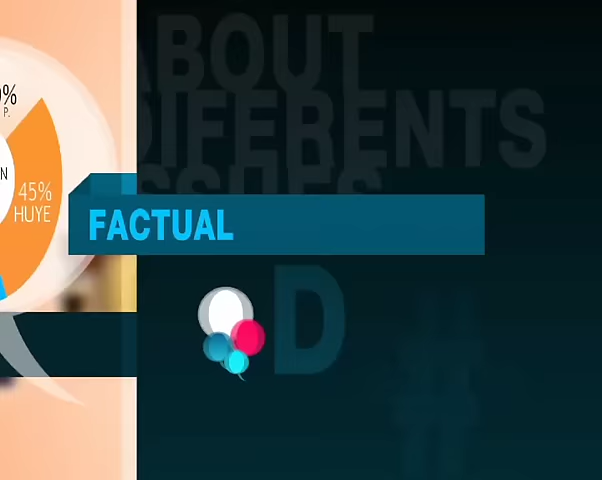 ABOUT
DIFERENTS
ISSUES
P.
45%
HUYE
FACTUAL
D